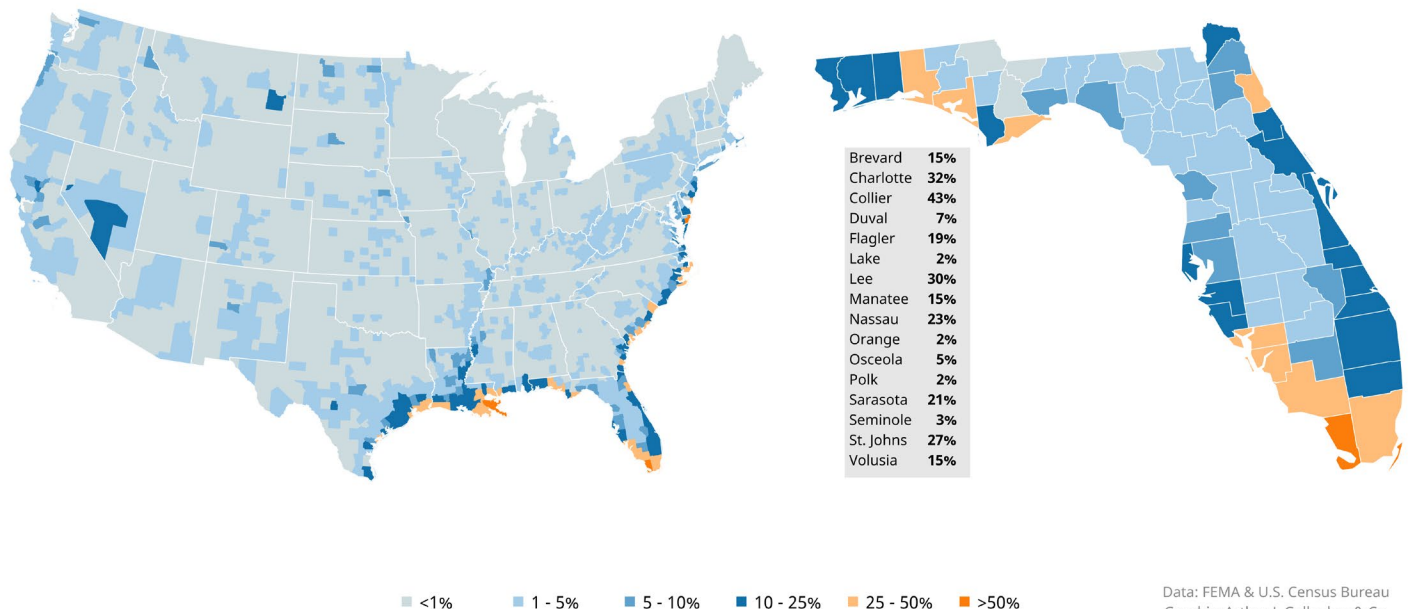 Brevard 15%
Charlotte 32%
Collier 43%
Duval 7%
Flagler 19%
Lake 2%
Lee 30%
Manatee 15%
Nassau 23%
Orange 2%
Osceola 5%
Polk 2%
Sarasota 21%
Seminole 3%
St. Johns 27%
Volusia 15%
<1% 1 - 5% 5 - 10% 10 - 25% 25 - 50% >50%
Data: FEMA & U.S. Census Bureau